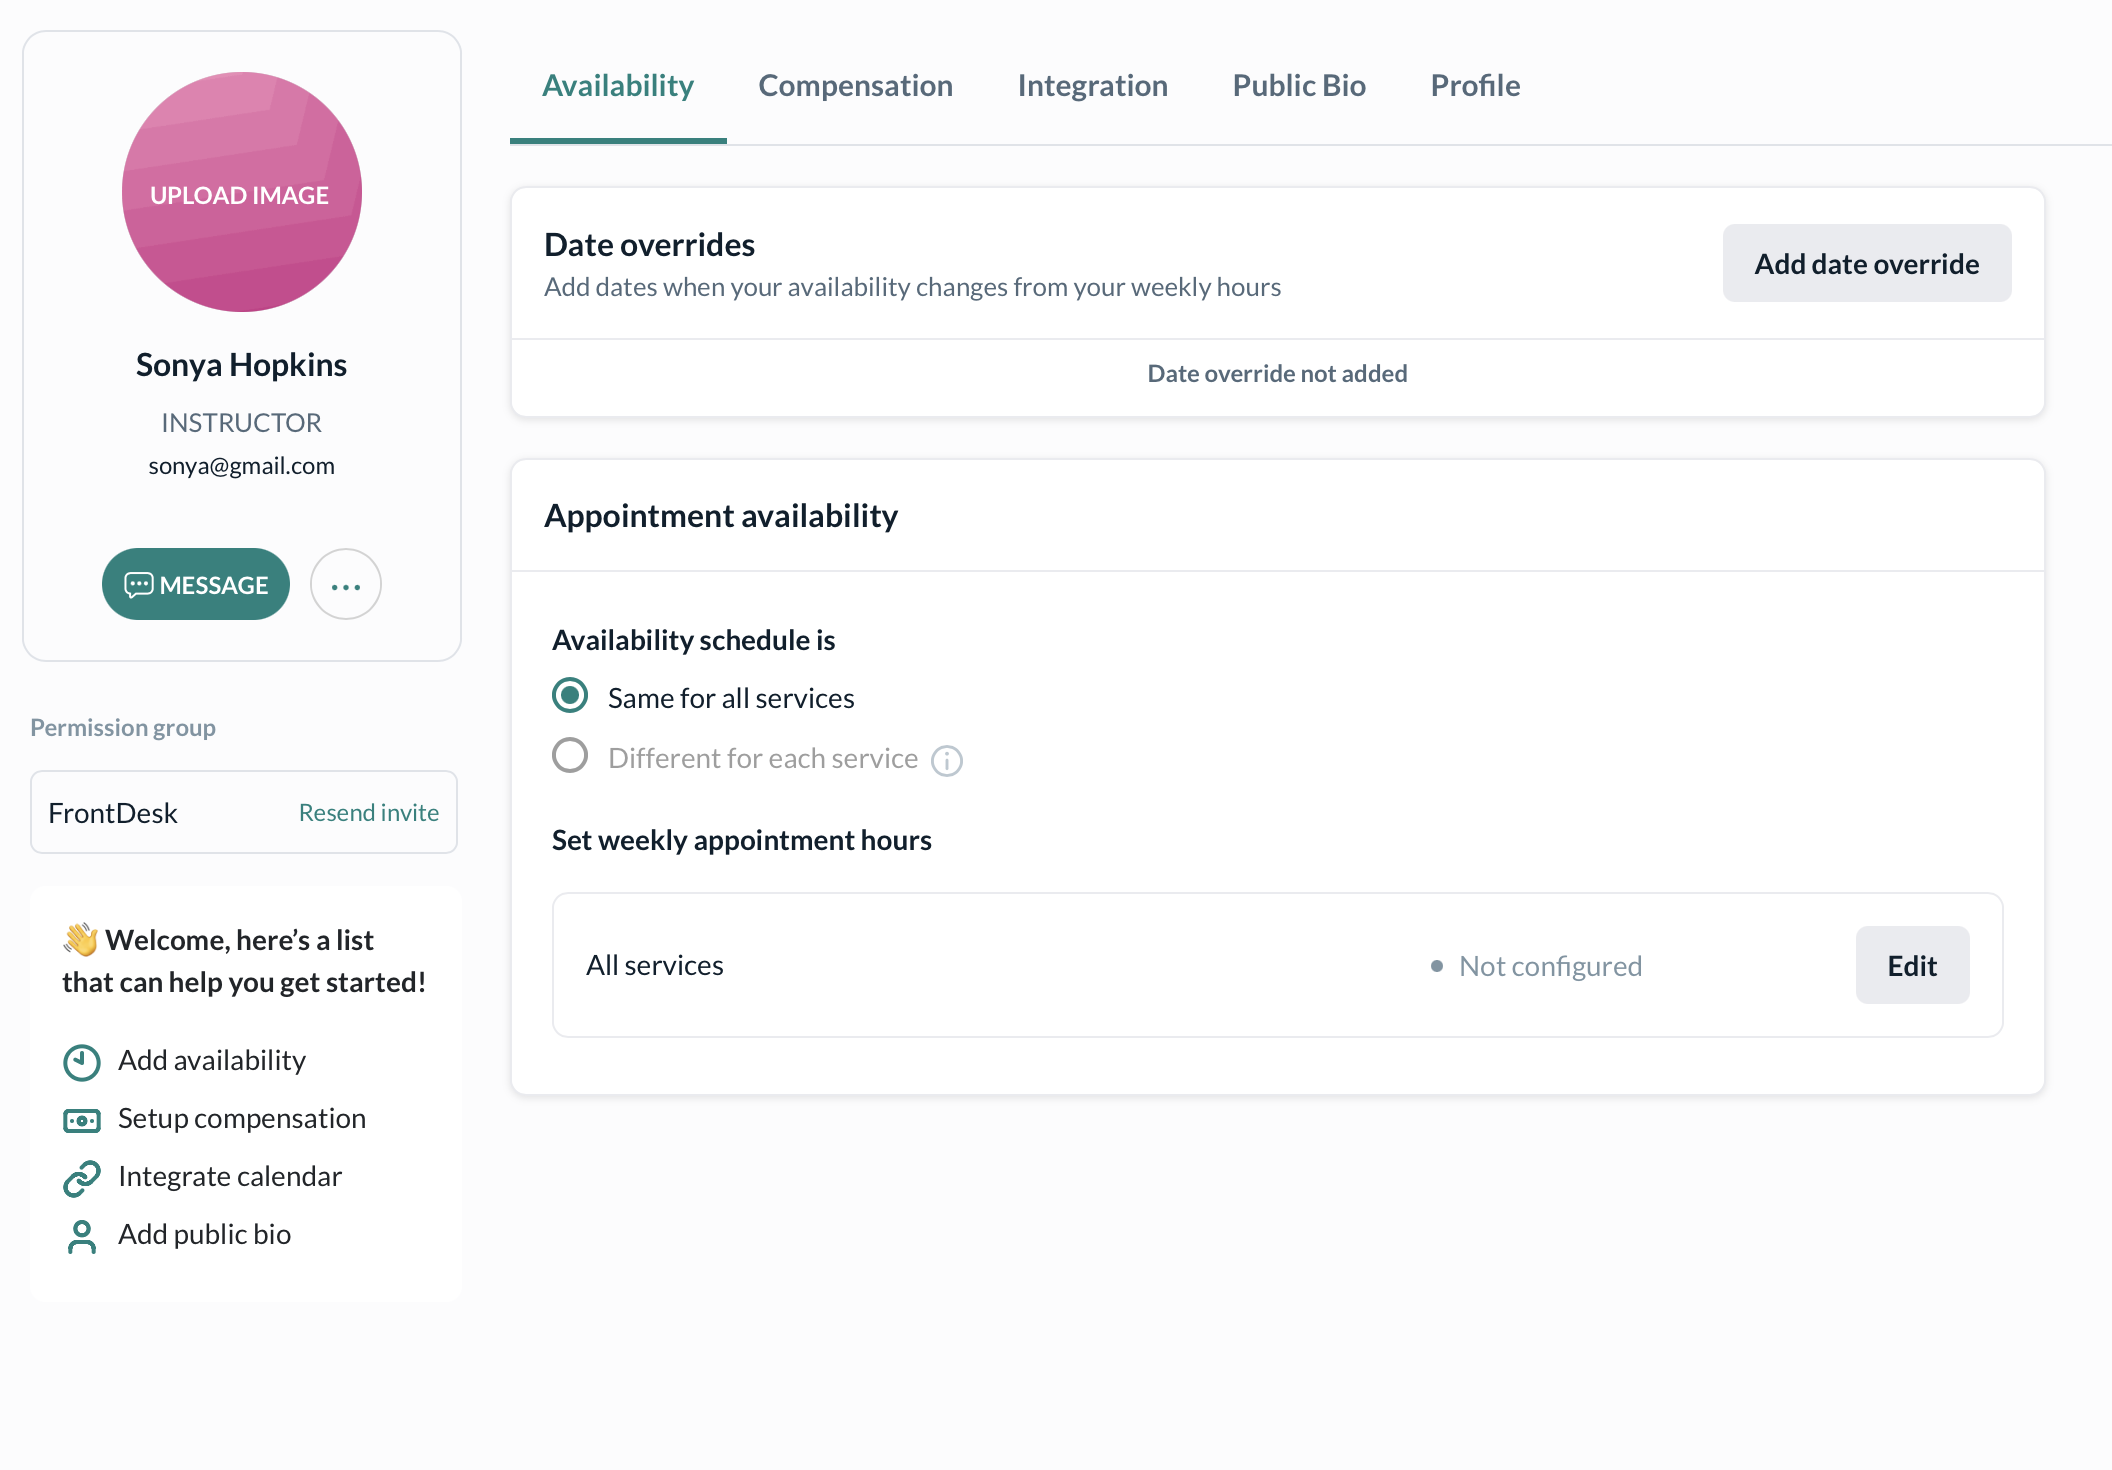 UPLOAD IMAGE
Sonya Hopkins
INSTRUCTOR
sonya@gmail.com
MESSAGE
...
Permission group
FrontDesk
Resend invite
👋 Welcome, here’s a list
that can help you get started!
Add availability
Setup compensation
Integrate calendar
Add public bio
Availability
Compensation
Integration
Public Bio
Profile
Date overrides
Add dates when your availability changes from your weekly hours
Add date override
Date override not added
Appointment availability
Availability schedule is
Same for all services
Different for each service
Set weekly appointment hours
All services
Not configured
Edit